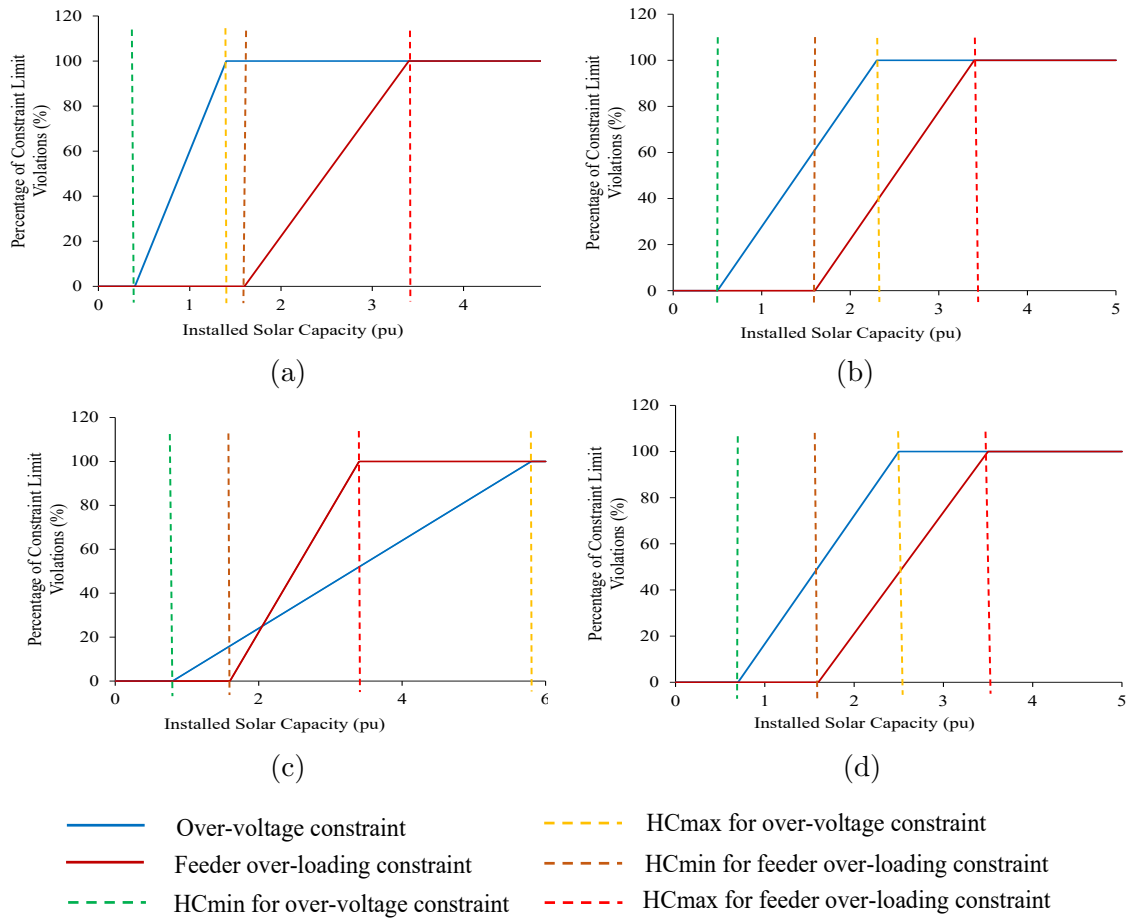 120
100
80
60
40
20
0
Percentage of Constraint Limit
Violations (%)
0 1 2 3 4
Installed Solar Capacity (pu)
(a)
120
100
80
60
40
20
0
Percentage of Constraint Limit
Violations (%)
0 1 2 3 4 5
Installed Solar Capacity (pu)
(b)
120
100
80
60
40
20
0
Percentage of Constraint Limit
Violations (%)
0 2 4 6
Installed Solar Capacity (pu)
(c)
120
100
80
60
40
20
0
Percentage of Constraint Limit
Violations (%)
0 1 2 3 4 5
Installed Solar Capacity (pu)
(d)
Over-voltage constraint
Feeder over-loading constraint
HCmin for over-voltage constraint
HCmax for over-voltage constraint
HCmin for feeder over-loading constraint
HCmax for feeder over-loading constraint